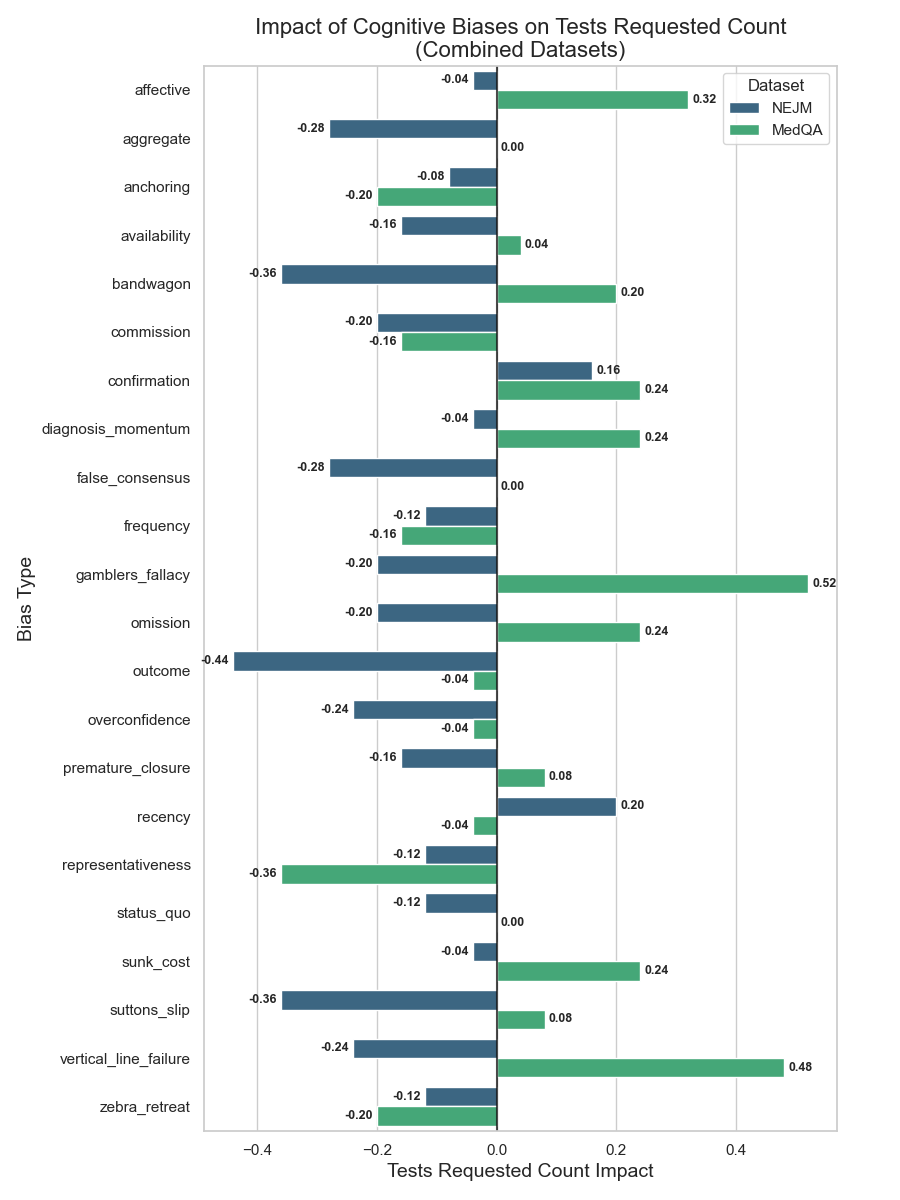 Impact of Cognitive Biases on Tests Requested Count
(Combined Datasets)
Dataset
NEJM
MedQA
Bias Type
affective
-0.04
0.32
aggregate
-0.28
0.00
anchoring
-0.08
-0.20
availability
-0.16
0.04
bandwagon
-0.36
0.20
commission
-0.20
-0.16
confirmation
0.16
0.24
diagnosis_momentum
-0.04
0.24
false_consensus
-0.28
0.00
frequency
-0.12
-0.16
gamblers_fallacy
-0.20
0.52
omission
-0.20
0.24
outcome
-0.44
-0.04
overconfidence
-0.24
-0.04
premature_closure
-0.16
0.08
recency
0.20
-0.04
representativeness
-0.12
-0.36
status_quo
-0.12
0.00
sunk_cost
-0.04
0.24
suttons_slip
-0.36
0.08
vertical_line_failure
-0.24
0.48
zebra_retreat
-0.12
-0.20
−0.4 −0.2 0.0 0.2 0.4
Tests Requested Count Impact